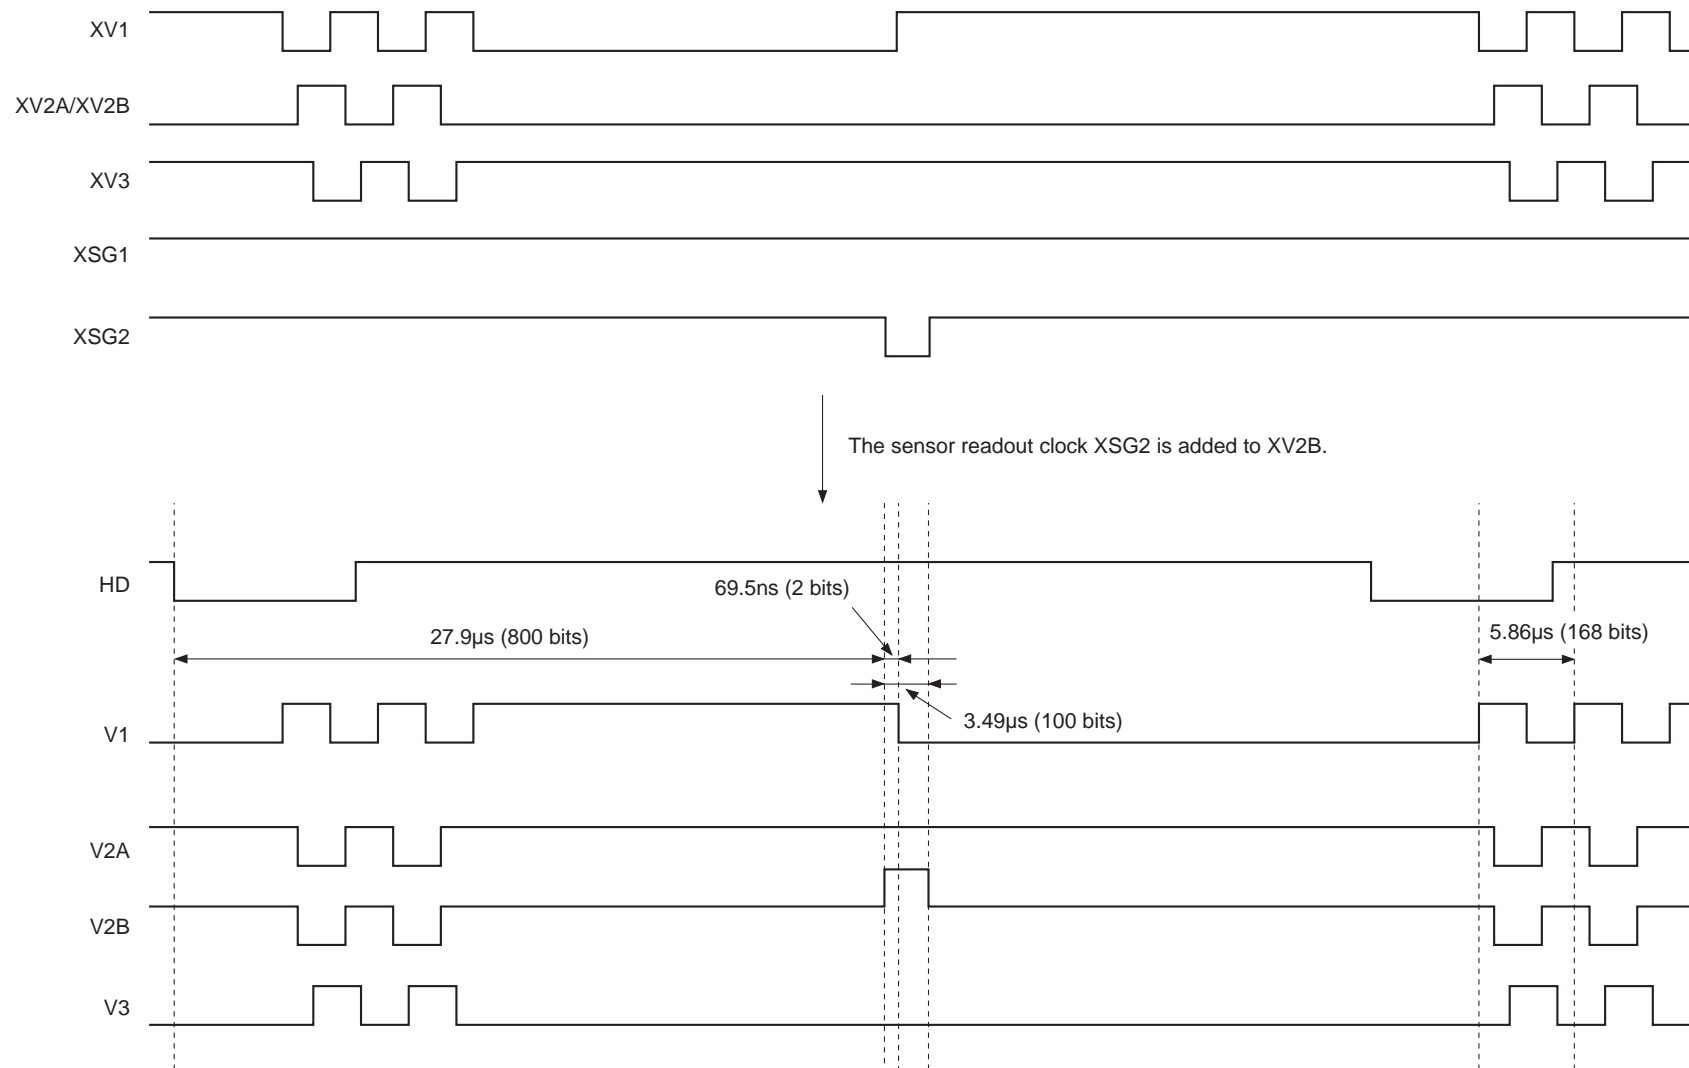 XV1
XV2A/XV2B
XV3
XSG1
XSG2
The sensor readout clock XSG2 is added to XV2B.
HD
69.5ns (2 bits)
27.9μs (800 bits)
5.86μs (168 bits)
3.49μs (100 bits)
V1
V2A
V2B
V3